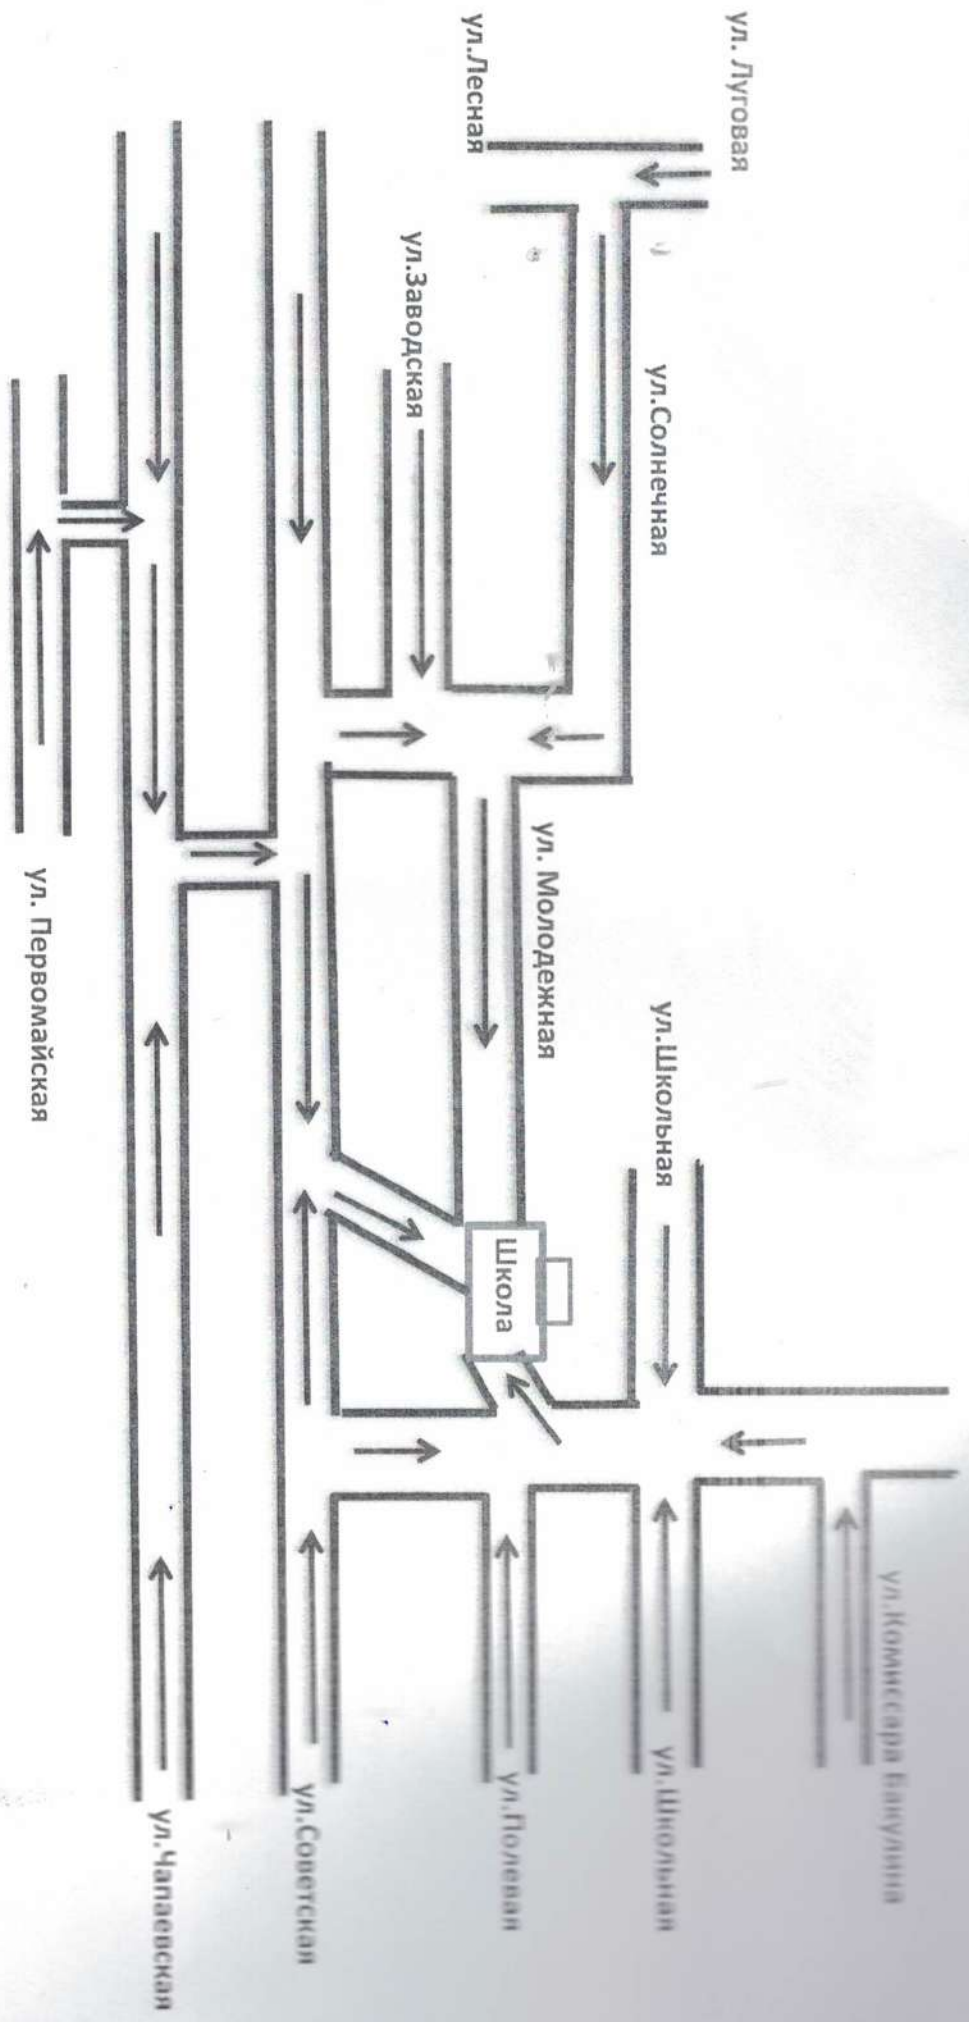 ул. Луговая
ул.Лесная
ул.Солнечная
ул.Заводская
ул. Молодежная
ул.Школьная
Школа
ул.Комиссара Бакулина
ул.Школьная
ул.Полевая
ул.Советская
ул.Чапаевская
ул. Первомайская